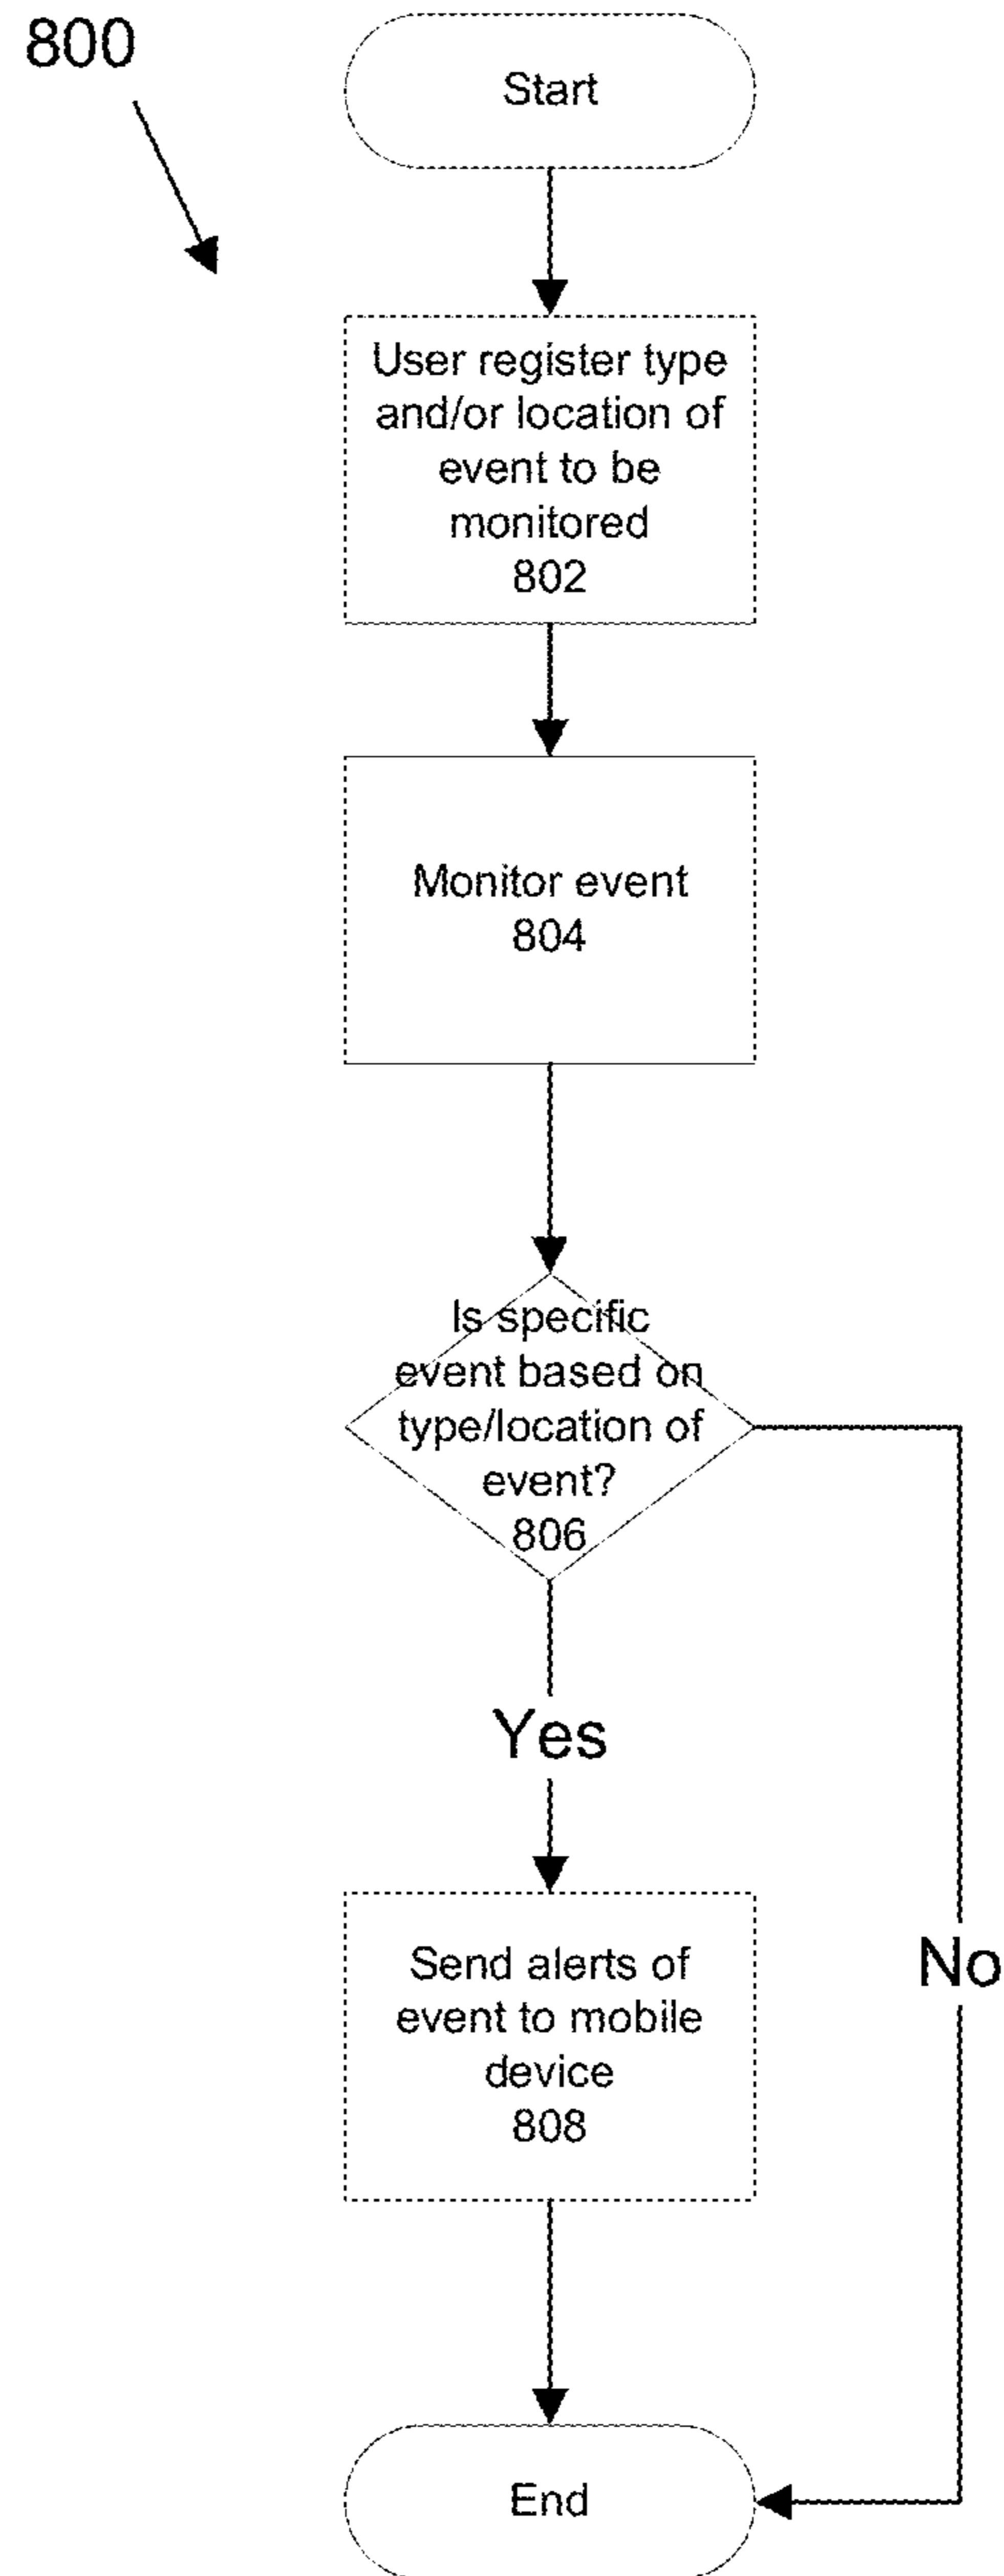 800
Start
User register type
and/or location of
event to be
monitored
802
Monitor event
804
Is specific
event based on
type/location of
event?
806
Yes
Send alerts of
event to mobile
device
808
No
End